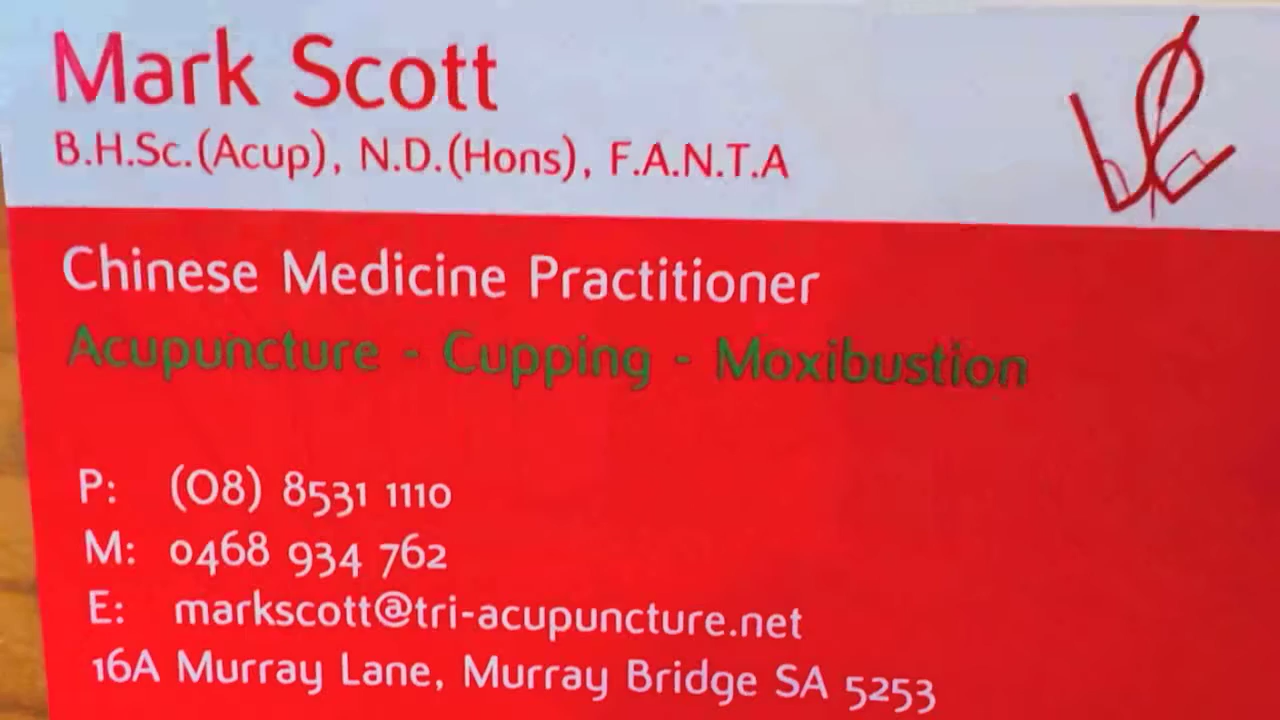 Mark Scott
B.H.Sc.(Acup), N.D.(Hons), F.A.N.T.A
Chinese Medicine Practitioner
Acupuncture - Cupping - Moxibustion
P: (08) 8531 1110
M: 0468 934 762
E: markscott@tri-acupuncture.net
16A Murray Lane, Murray Bridge SA 5253